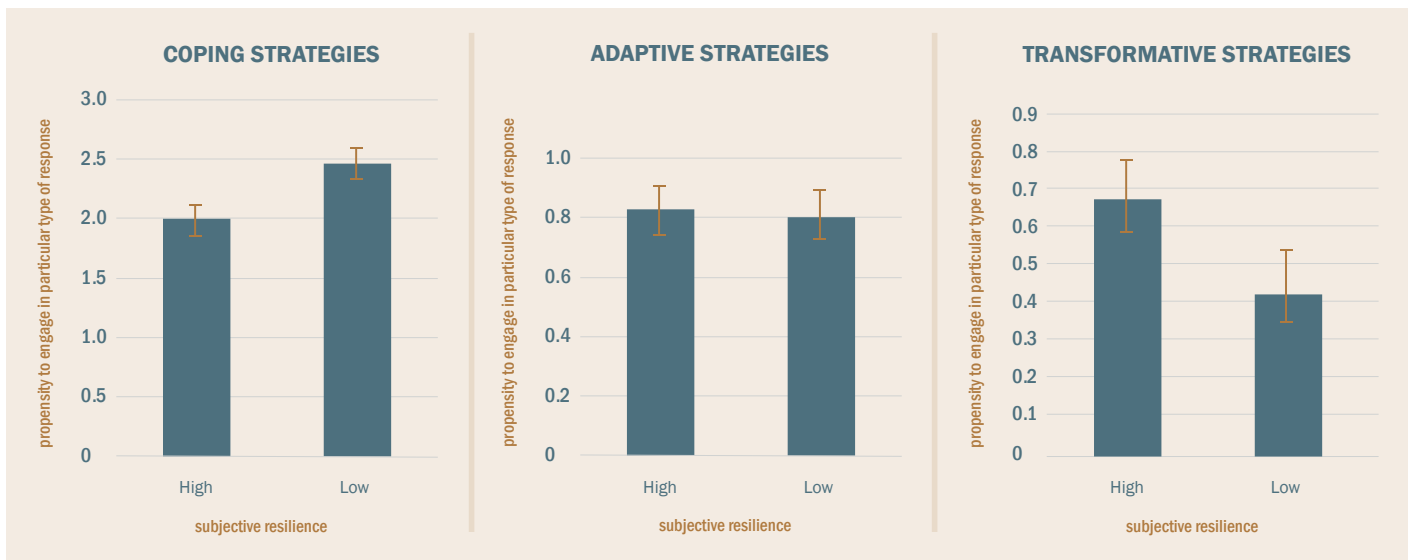 COPING STRATEGIES
propensity to engage in particular type of response
3.0
2.5
2.0
1.5
1.0
0.5
0
High
Low
subjective resilience
ADAPTIVE STRATEGIES
propensity to engage in particular type of response
1.0
0.8
0.6
0.4
0.2
0
High
Low
subjective resilience
TRANSFORMATIVE STRATEGIES
propensity to engage in particular type of response
0.9
0.8
0.7
0.6
0.5
0.4
0.3
0.2
0.1
0
High
Low
subjective resilience